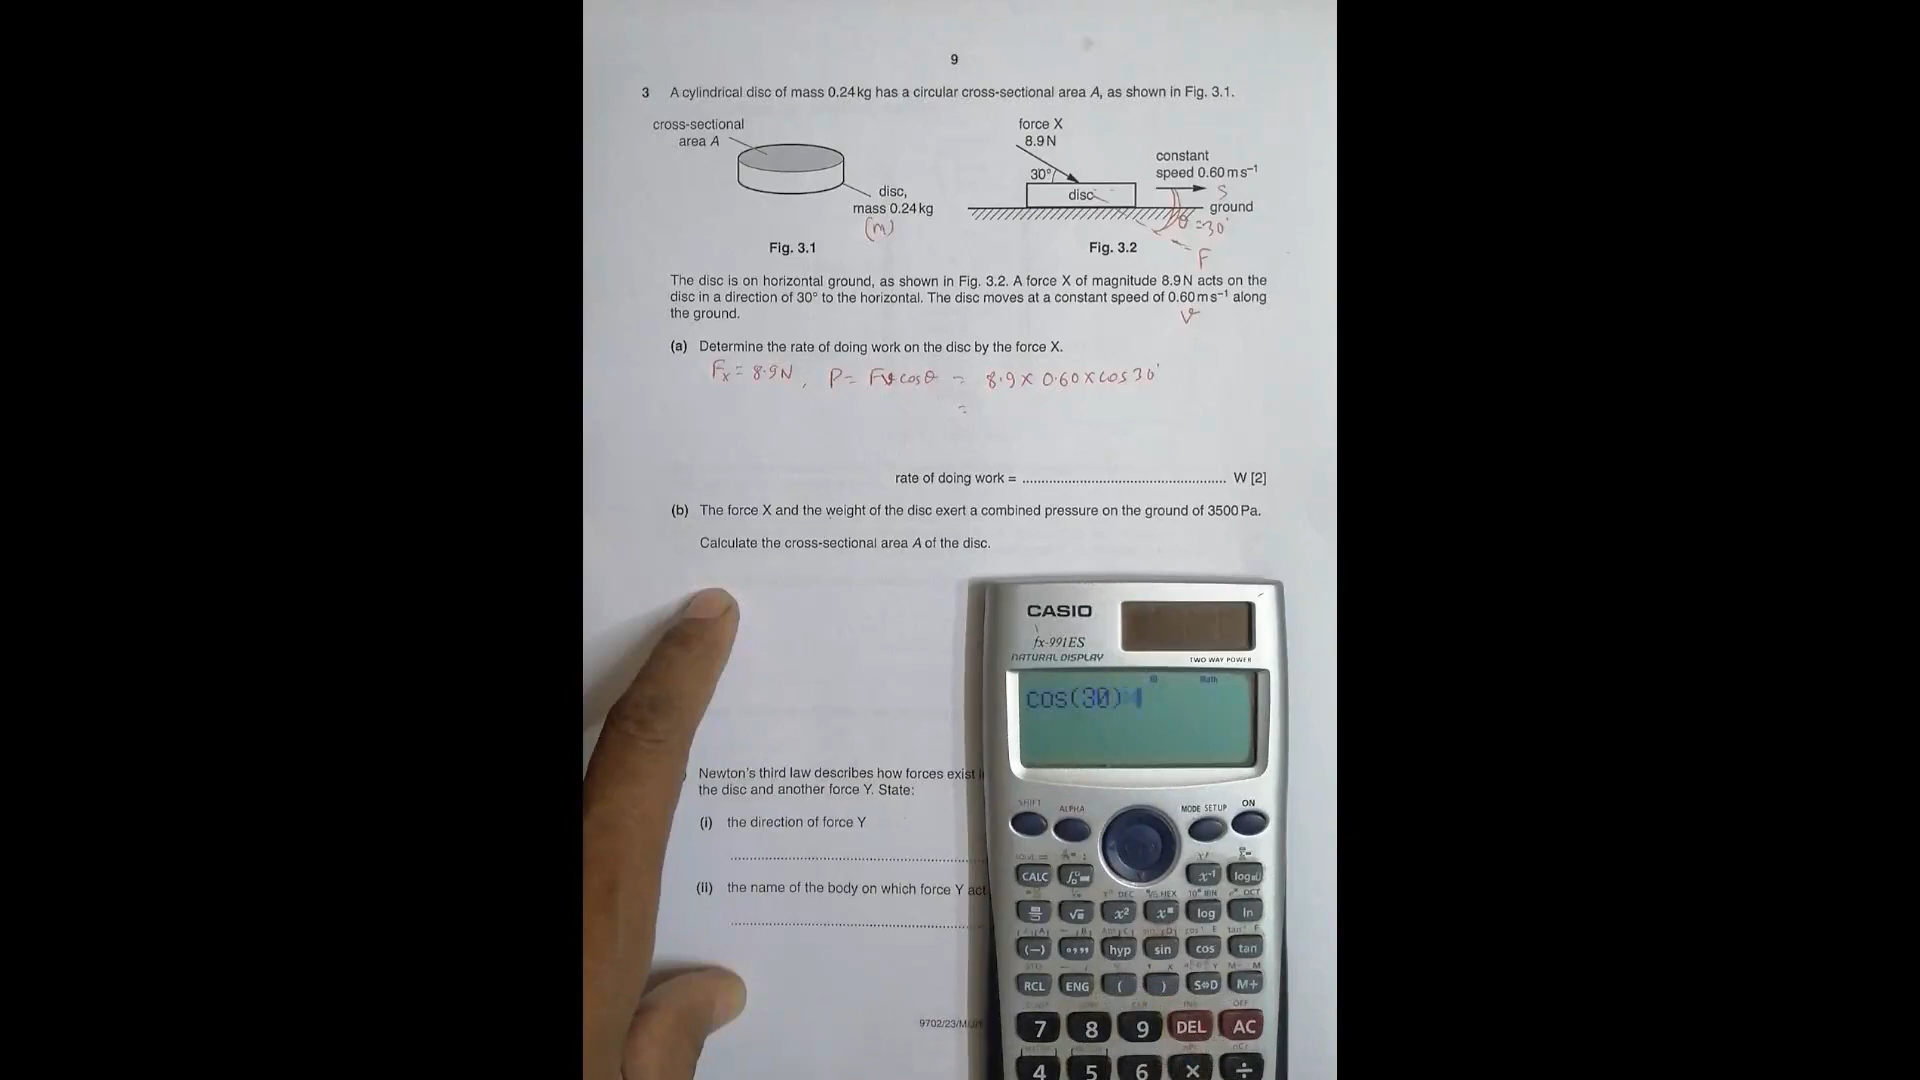 9
3 A cylindrical disc of mass 0.24 kg has a circular cross-sectional area A, as shown in Fig. 3.1.
cross-sectional
area A
disc,
mass 0.24 kg
(m)
Fig. 3.1
force X
8.9 N
30°
disc
constant
speed 0.60 m s⁻¹
S
ground
θ = 30°
F
Fig. 3.2
The disc is on horizontal ground, as shown in Fig. 3.2. A force X of magnitude 8.9 N acts on the
disc in a direction of 30° to the horizontal. The disc moves at a constant speed of 0.60 m s⁻¹ along
v
the ground.
(a) Determine the rate of doing work on the disc by the force X.
Fx = 8.9N, P = Fv cosθ = 8.9 × 0.60 × cos 30°
=
rate of doing work = .................................................... W [2]
(b) The force X and the weight of the disc exert a combined pressure on the ground of 3500 Pa.
Calculate the cross-sectional area A of the disc.
Newton's third law describes how forces exist
the disc and another force Y. State:
(i) the direction of force Y
(ii) the name of the body on which force Y act
9702/23/M
CASIO
fx-991ES
NATURAL DISPLAY
TWO WAY POWER
Math
cos(30)
SHIFT ALPHA MODE SETUP ON
CALC x⁻¹ log
x² log ln
(−) hyp sin cos tan
RCL ENG ( ) S⇔D M+
OFF
7 8 9 DEL AC
4 5 6 × ÷